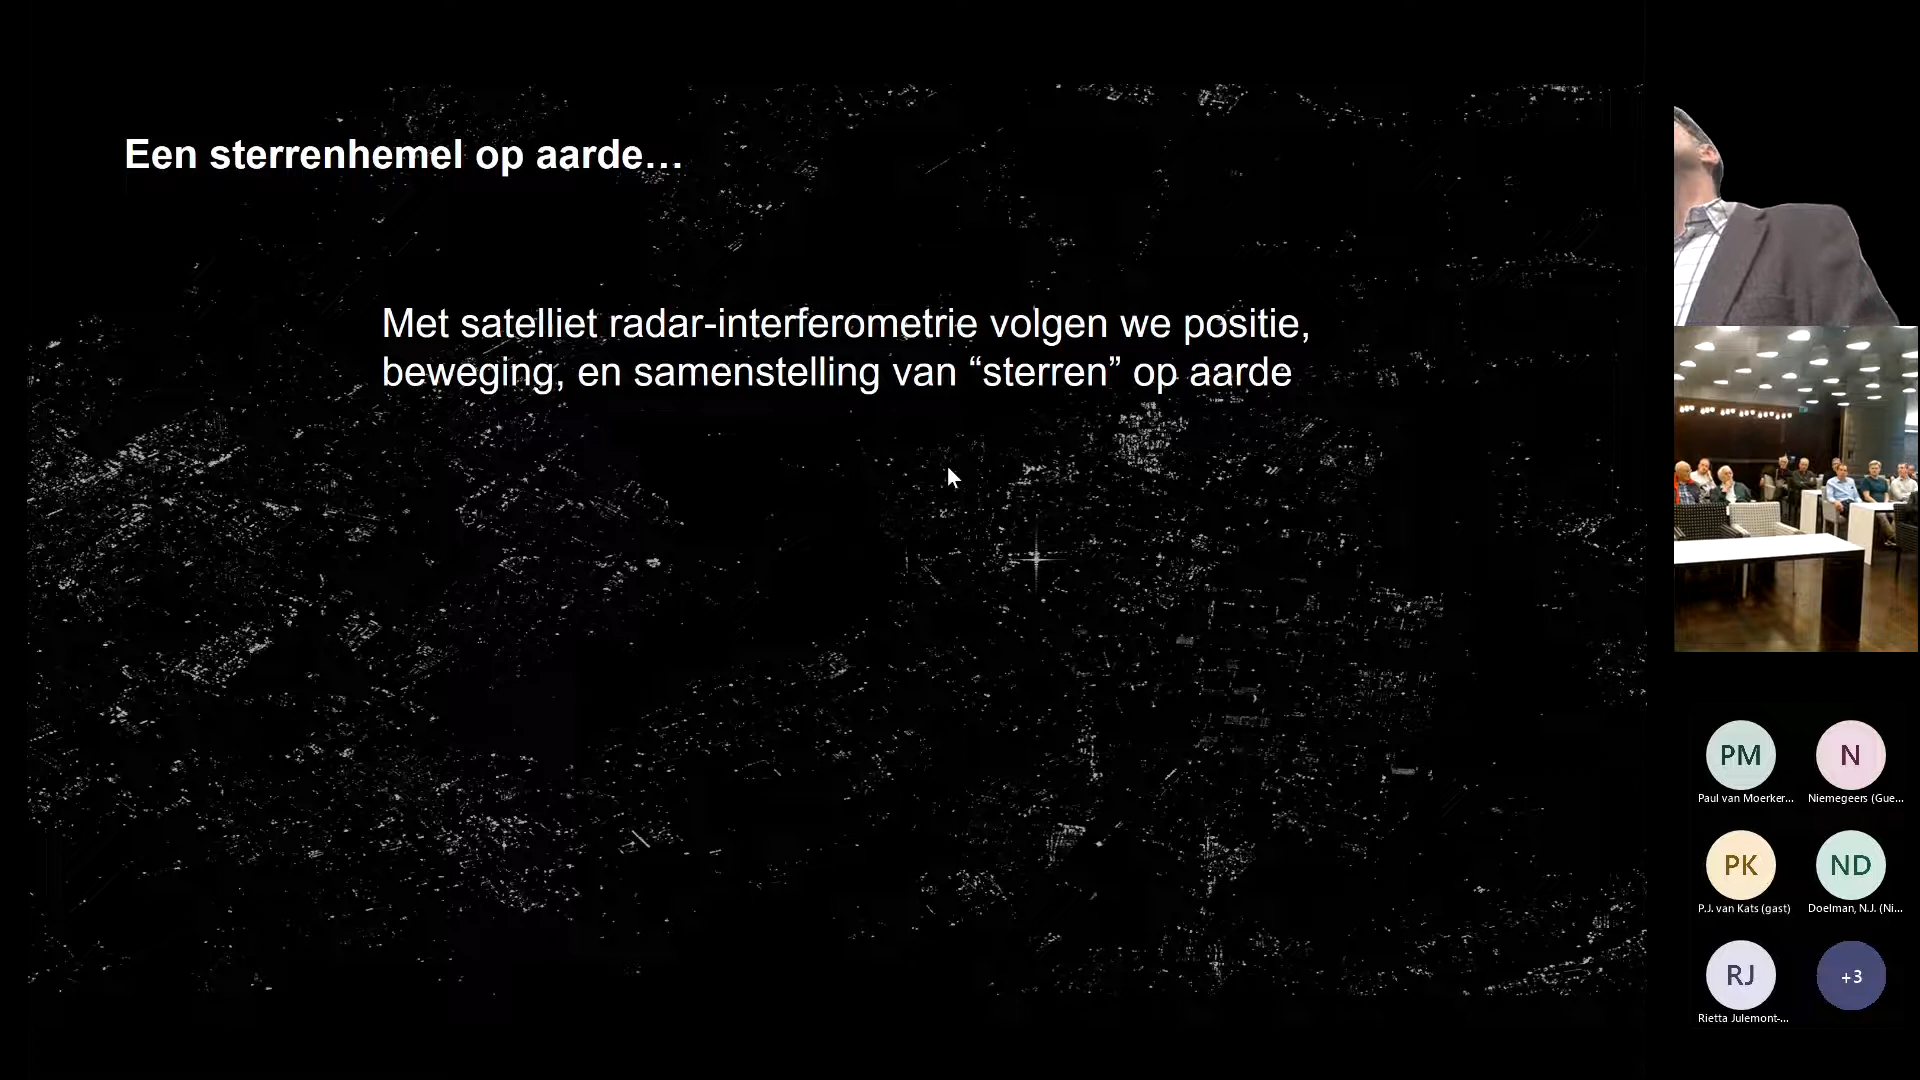 Een sterrenhemel op aarde…
Met satelliet radar-interferometrie volgen we positie,
beweging, en samenstelling van “sterren” op aarde
PM
N
Paul van Moerker...
Niemegeers (Gue...
PK
ND
P.J. van Kats (gast)
Doelman, N.J. (Ni...
RJ
+3
Rietta Julemont-...